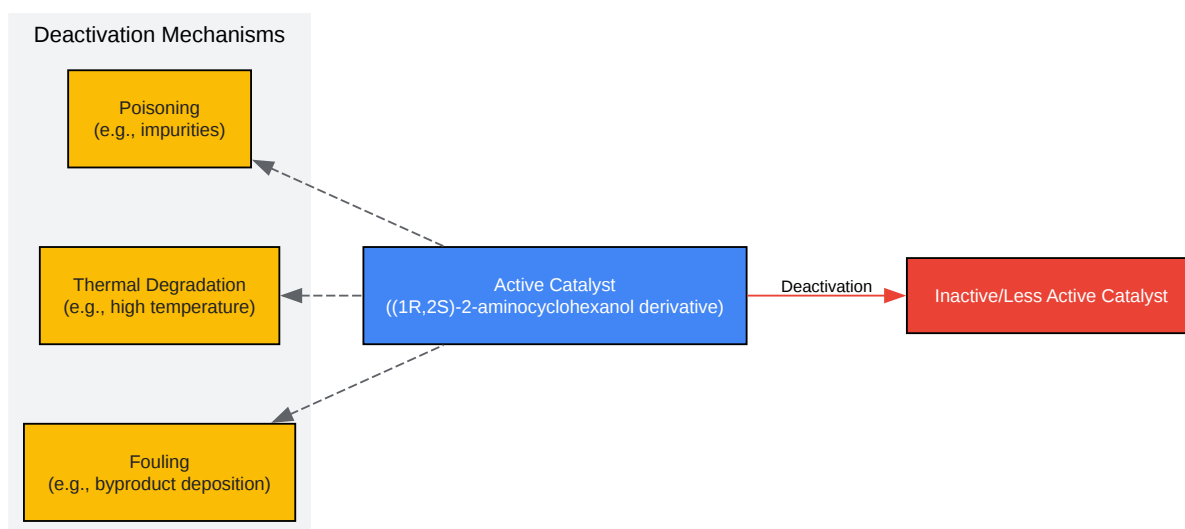 Deactivation Mechanisms
Poisoning
(e.g., impurities)
Thermal Degradation
(e.g., high temperature)
Fouling
(e.g., byproduct deposition)
Active Catalyst
((1R,2S)-2-aminocyclohexanol derivative)
Deactivation
Inactive/Less Active Catalyst